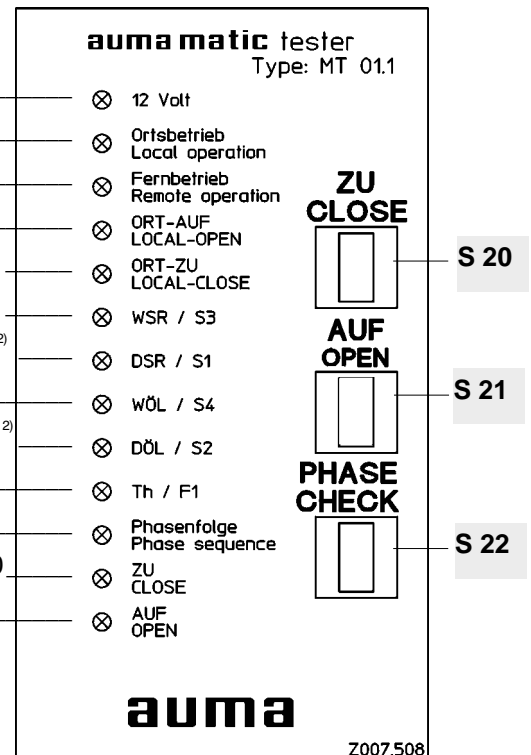 auma matic tester
Type: MT 01.1
12 Volt
Ortsbetrieb
Local operation
Fernbetrieb
Remote operation
ORT-AUF
LOCAL-OPEN
ORT-ZU
LOCAL-CLOSE
WSR / S3
2)
DSR / S1
WÖL / S4
2)
DÖL / S2
Th / F1
Phasenfolge
Phase sequence
ZU
CLOSE
AUF
OPEN
ZU
CLOSE
S 20
AUF
OPEN
S 21
PHASE
CHECK
S 22
auma
Z007.508